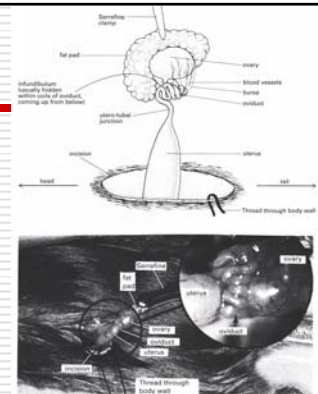 Serrefine
clamp
fat pad
ovary
blood vessels
bursa
oviduct
Infundibulum
(usually hidden
within coils of oviduct,
coming up from below)
utero-tubal
junction
incision
uterus
head
tail
Thread through body wall
Serrefine
fat
pad
ovary
oviduct
uterus
incision
Thread through
body wall
uterus
ovary
oviduct